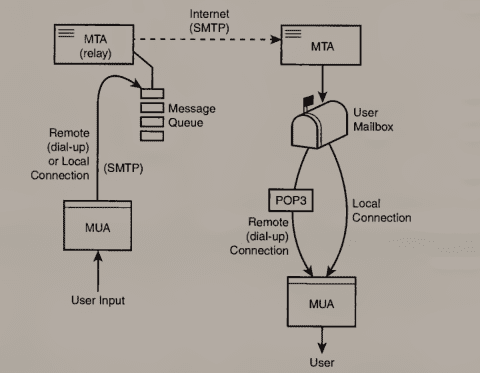 Internet
(SMTP)
MTA
(relay)
MTA
Message
Queue
User
Mailbox
Remote
(dial-up)
or Local
Connection
(SMTP)
POP3
Local
Connection
Remote
(dial-up)
Connection
MUA
MUA
User Input
User